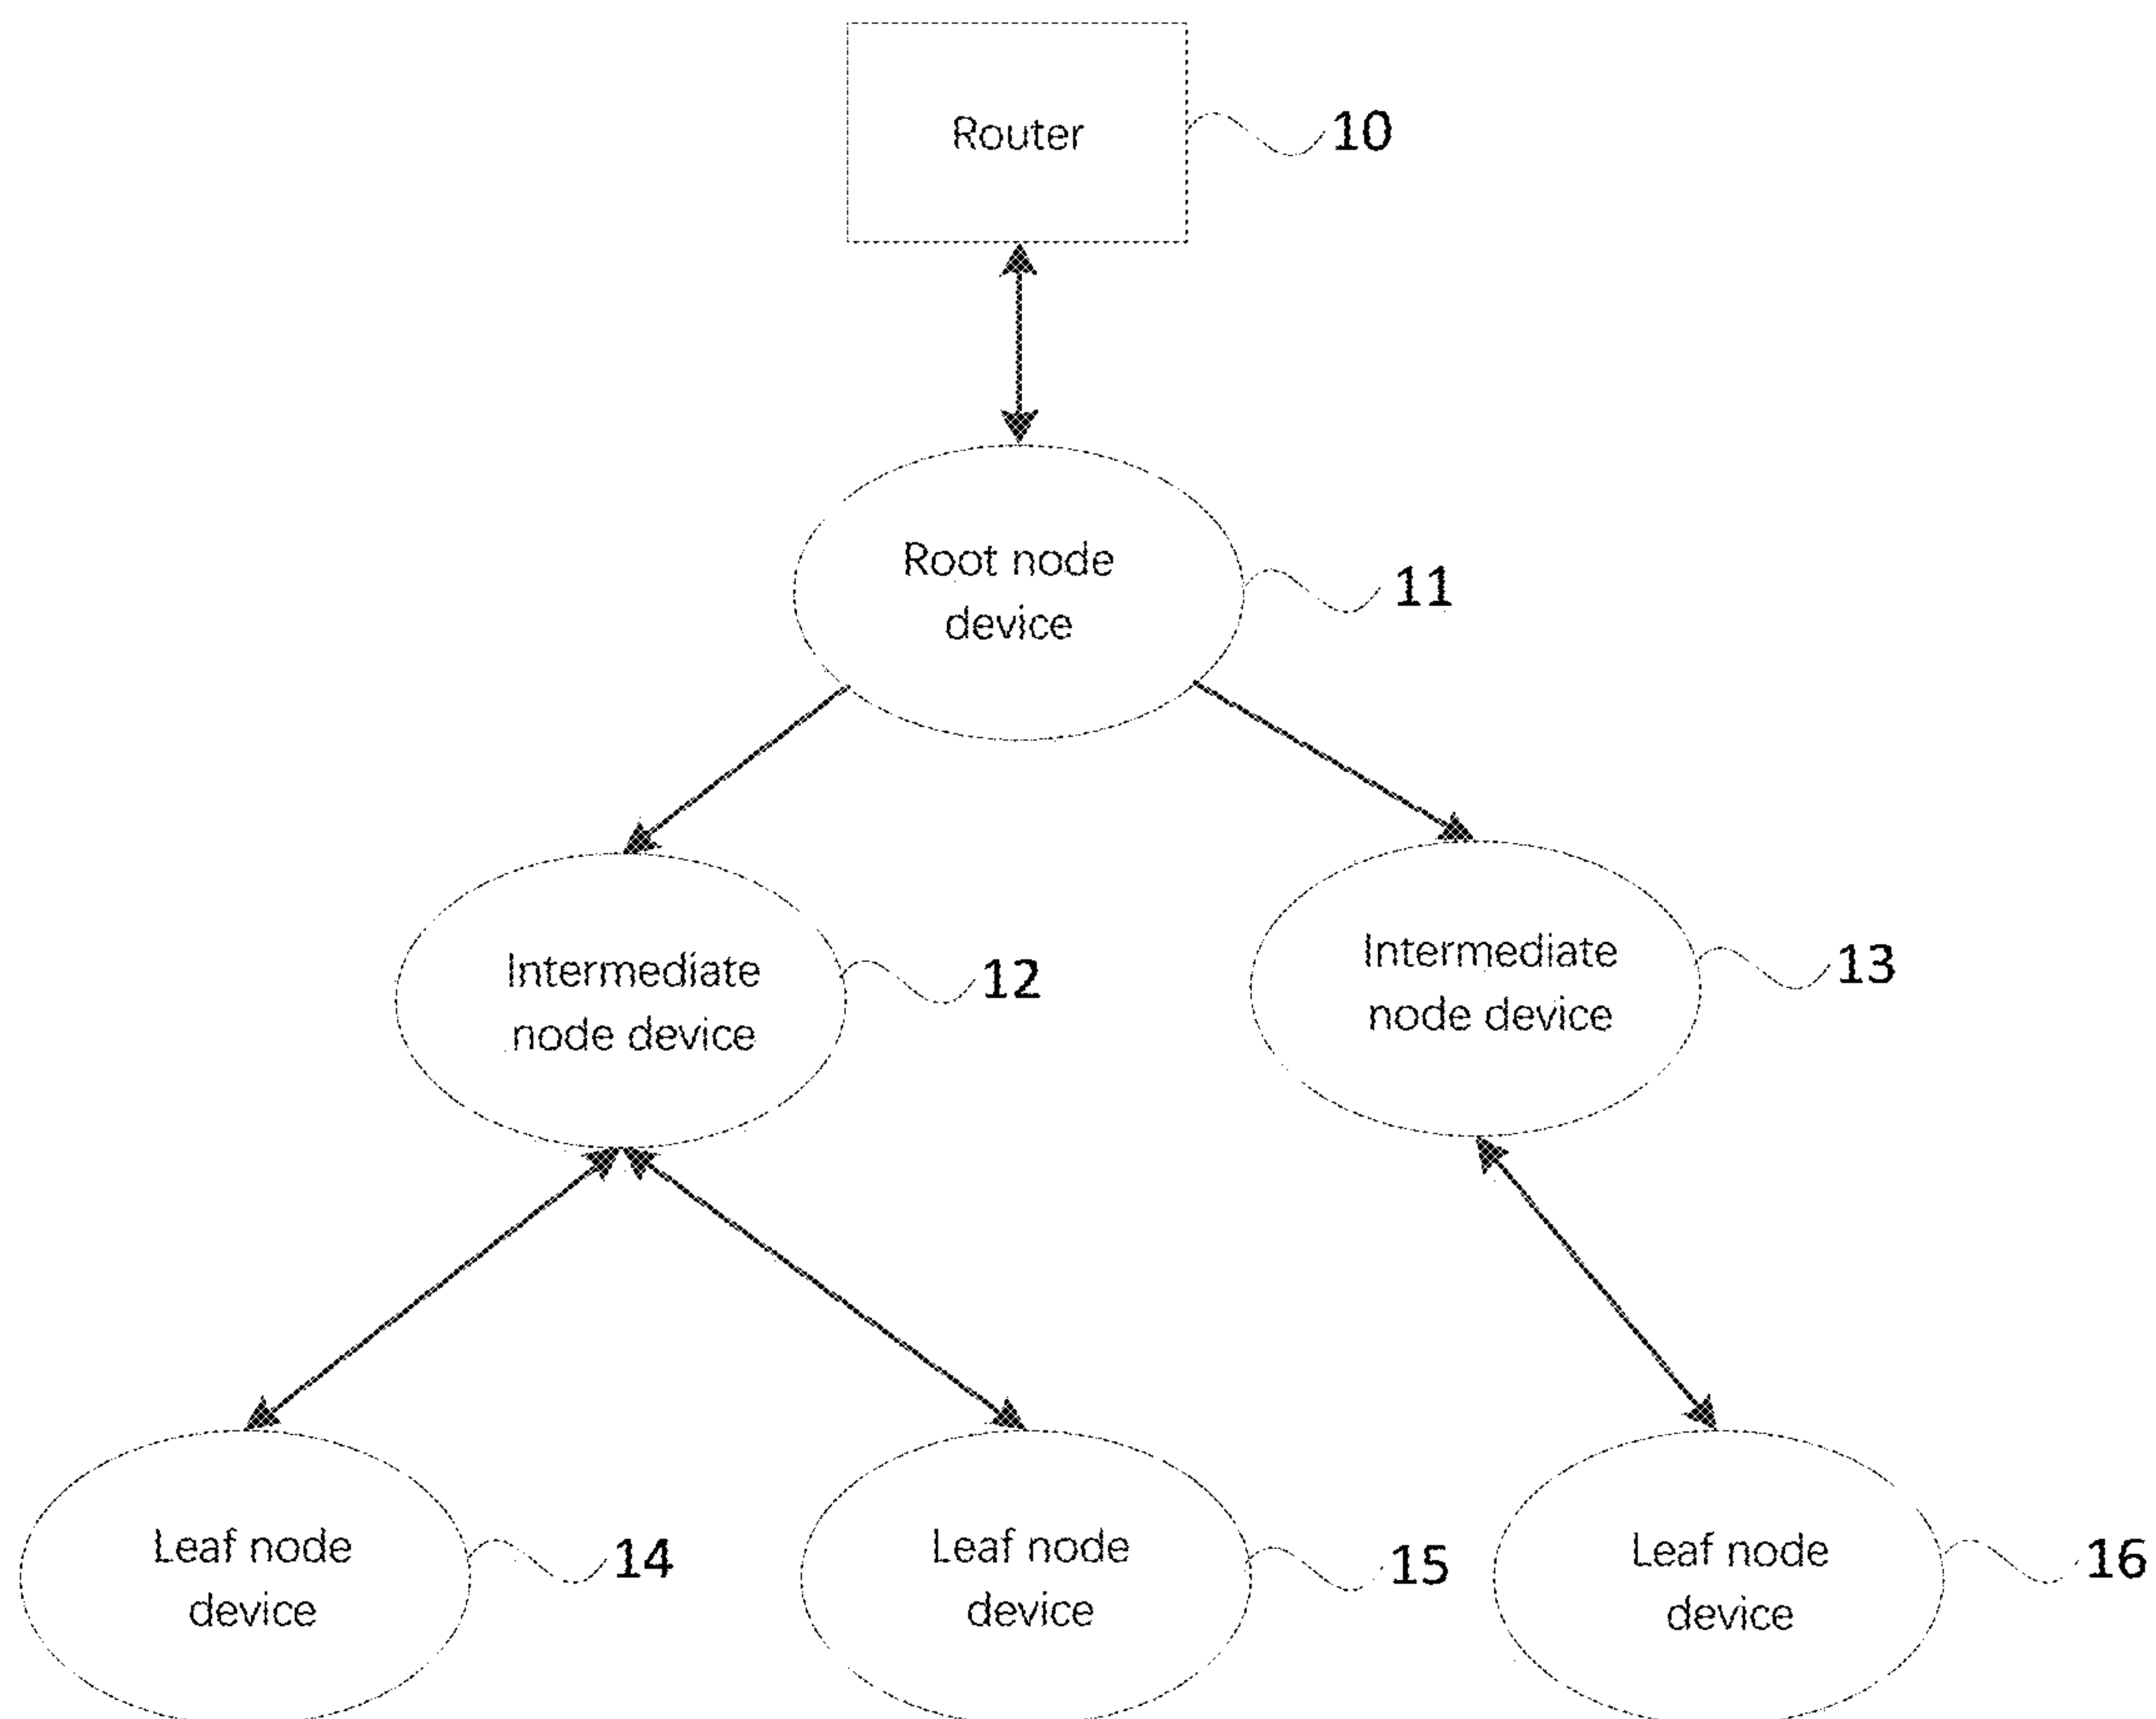 Router
10
Root node
device
11
Intermediate
node device
12
Intermediate
node device
13
Leaf node
device
14
Leaf node
device
15
Leaf node
device
16